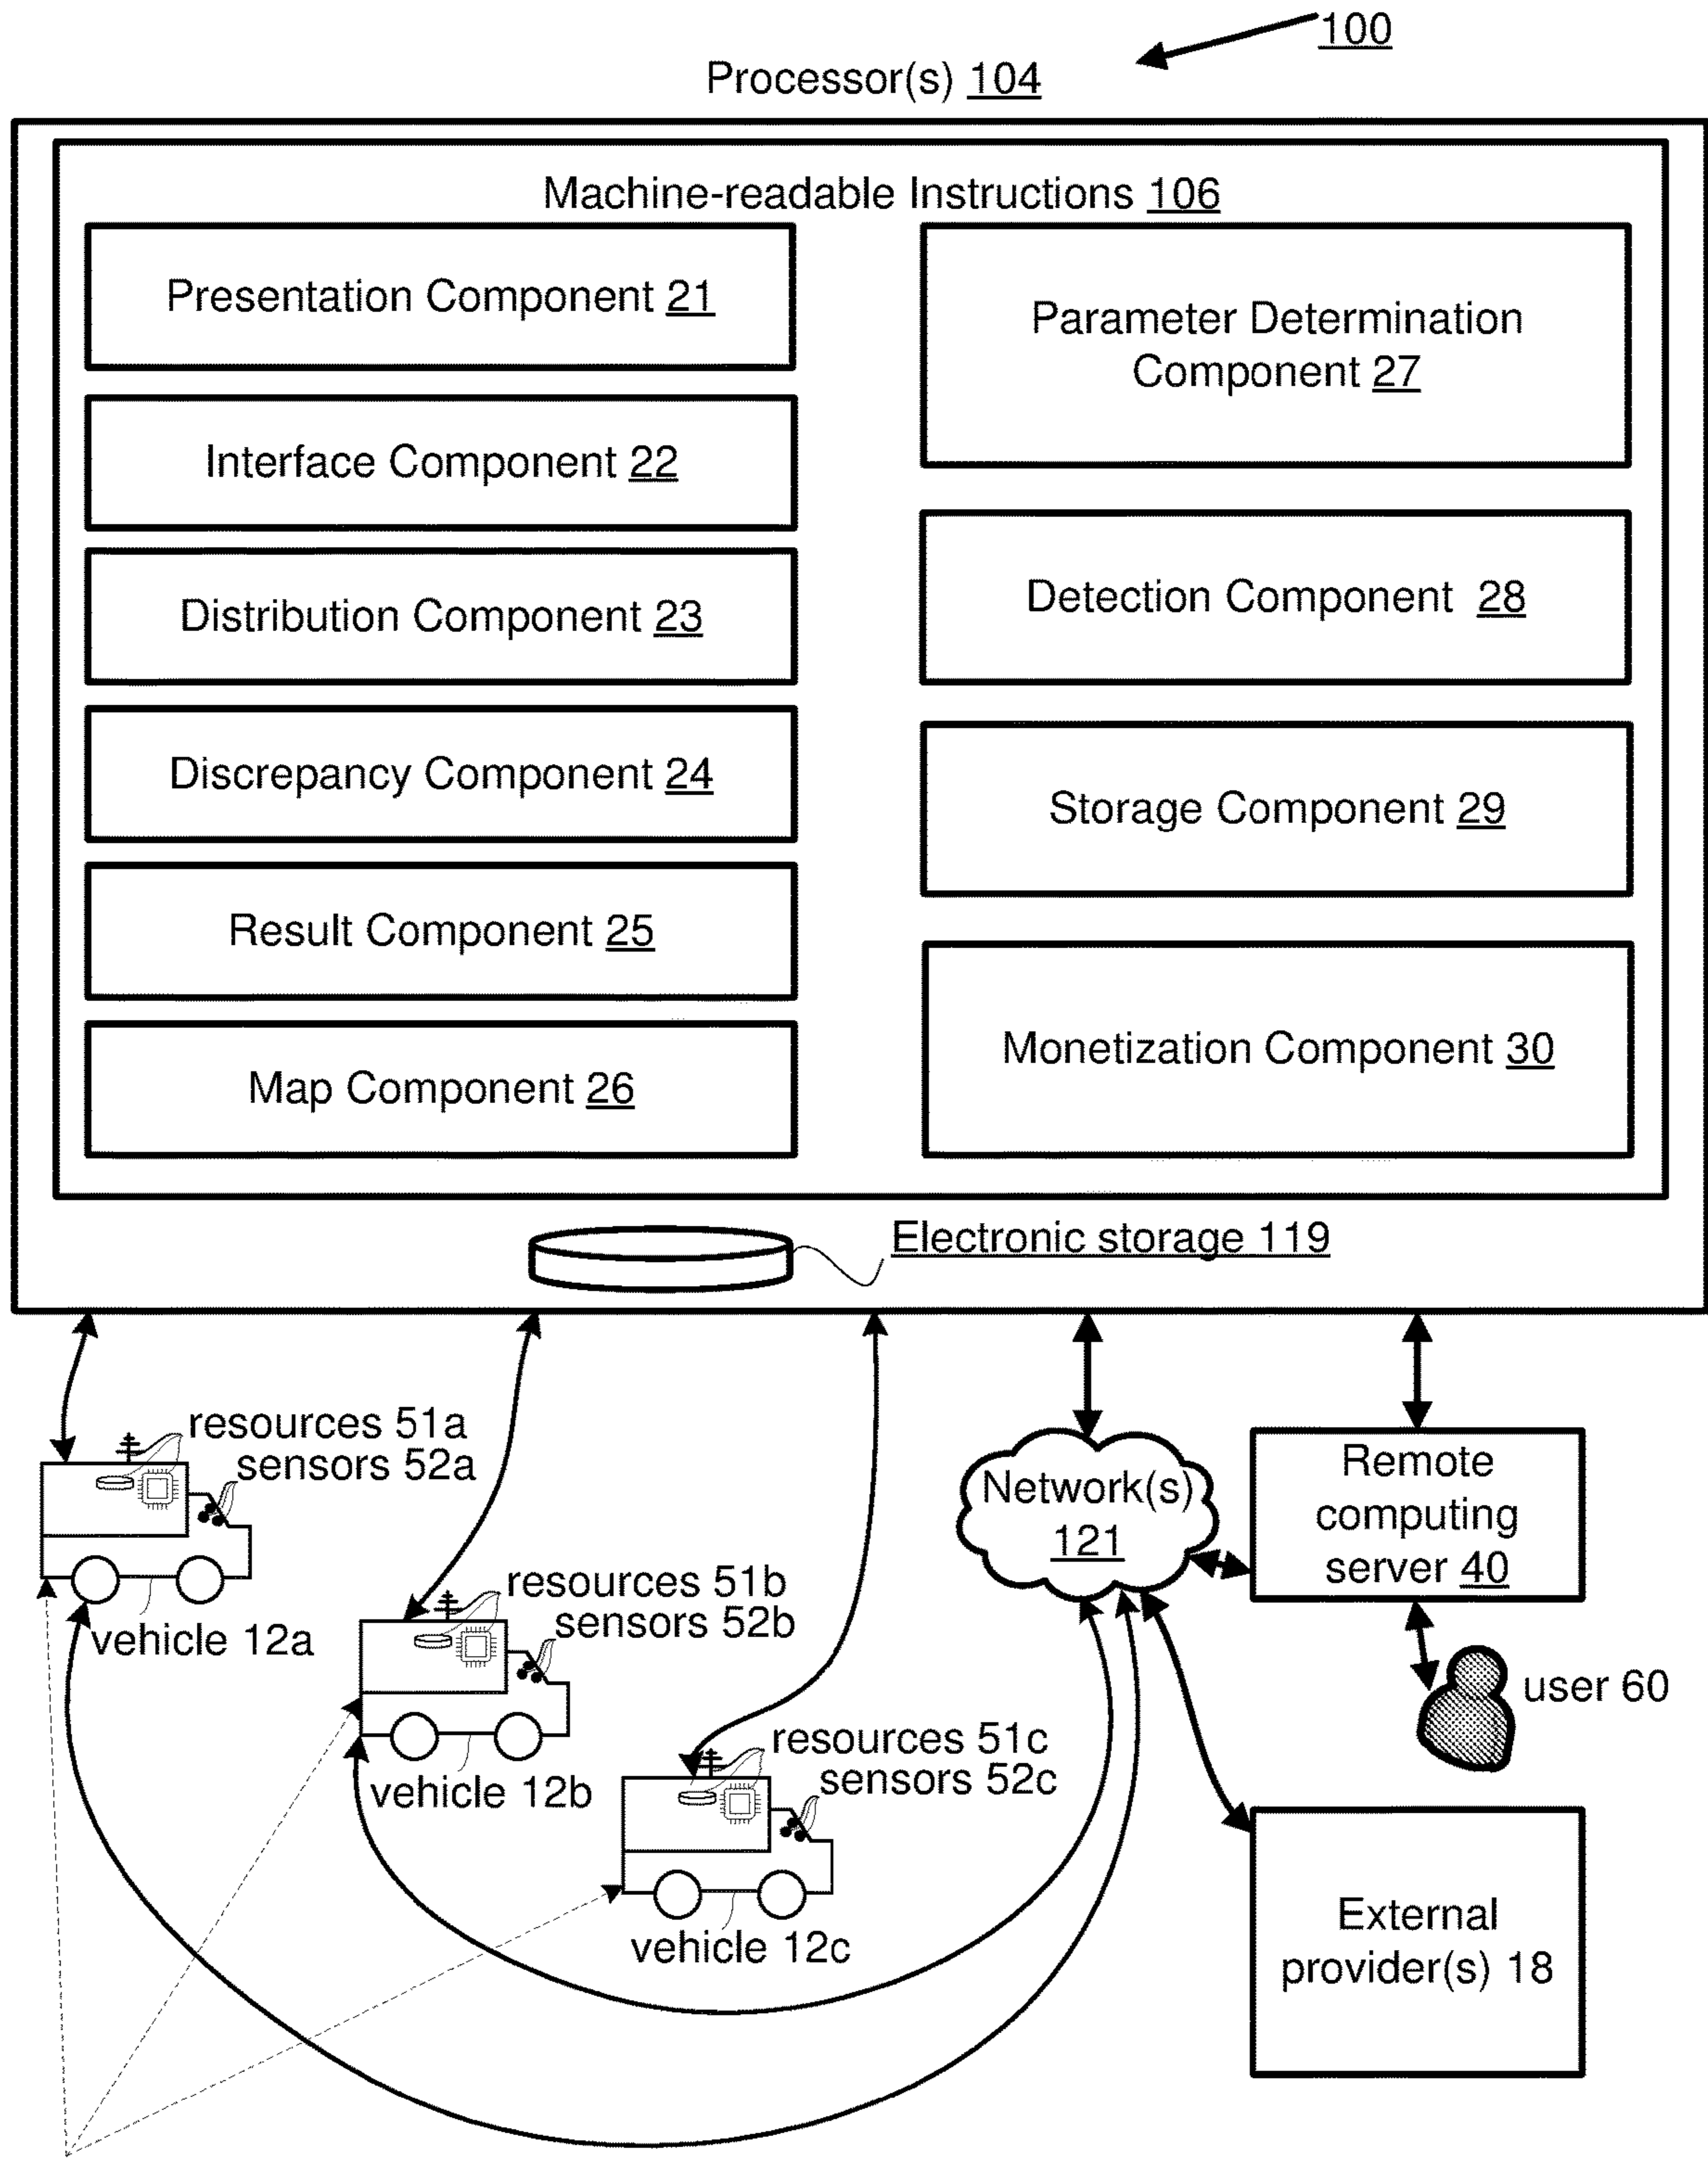 100
Processor(s) 104
Machine-readable Instructions 106
Presentation Component 21
Interface Component 22
Distribution Component 23
Discrepancy Component 24
Result Component 25
Map Component 26
Parameter Determination
Component 27
Detection Component 28
Storage Component 29
Monetization Component 30
Electronic storage 119
resources 51a
sensors 52a
vehicle 12a
resources 51b
sensors 52b
vehicle 12b
resources 51c
sensors 52c
vehicle 12c
Network(s)
121
Remote
computing
server 40
user 60
External
provider(s) 18